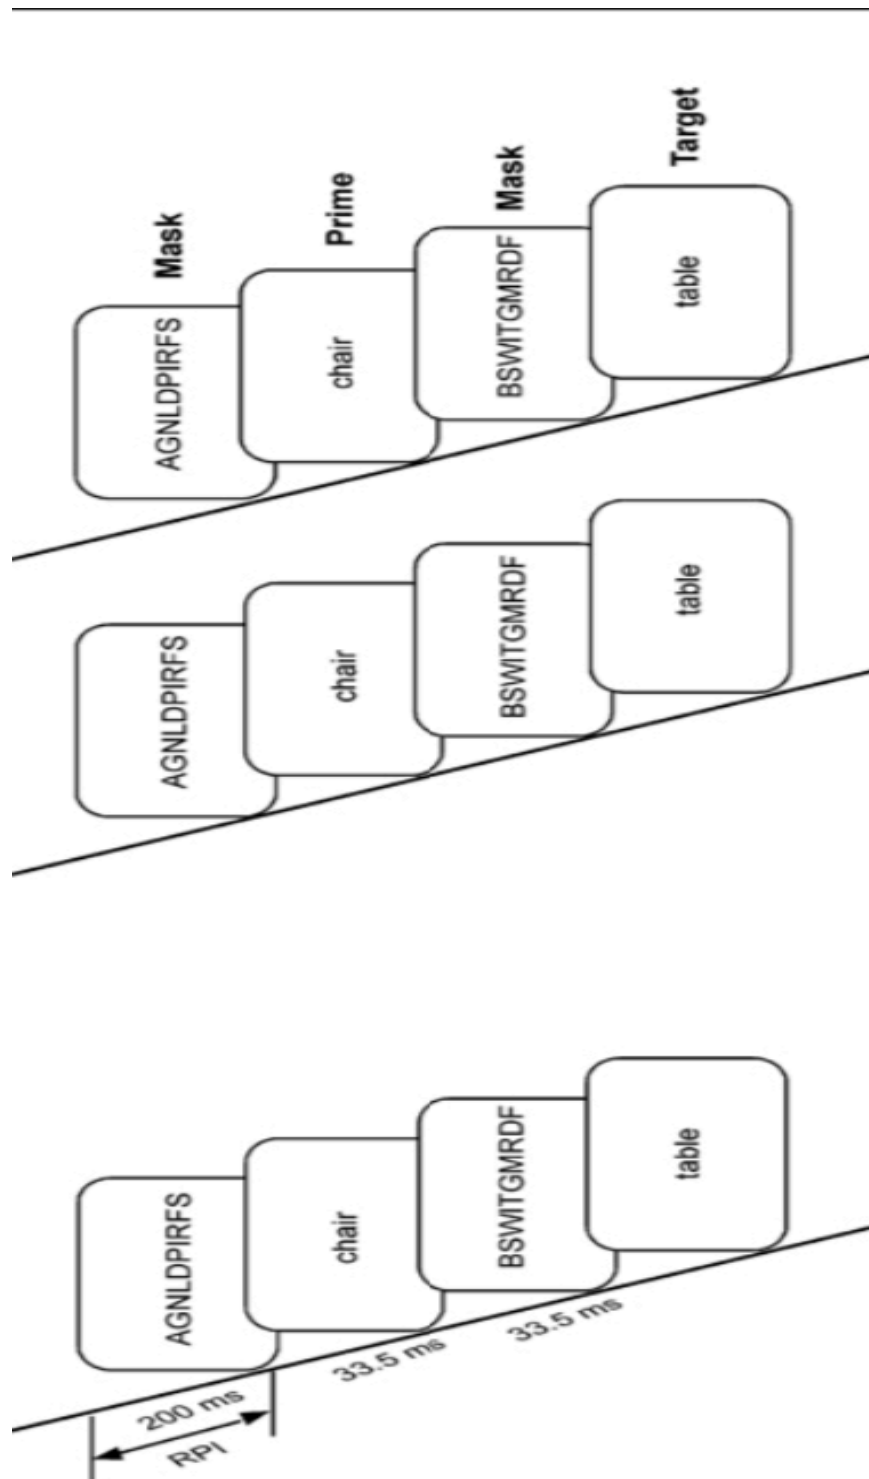 Mask
Prime
Mask
Target
AGNLDPIRFS
chair
BSWITGMRDF
table
AGNLDPIRFS
chair
BSWITGMRDF
table
AGNLDPIRFS
chair
BSWITGMRDF
table
200 ms
33.5 ms
33.5 ms
RPI